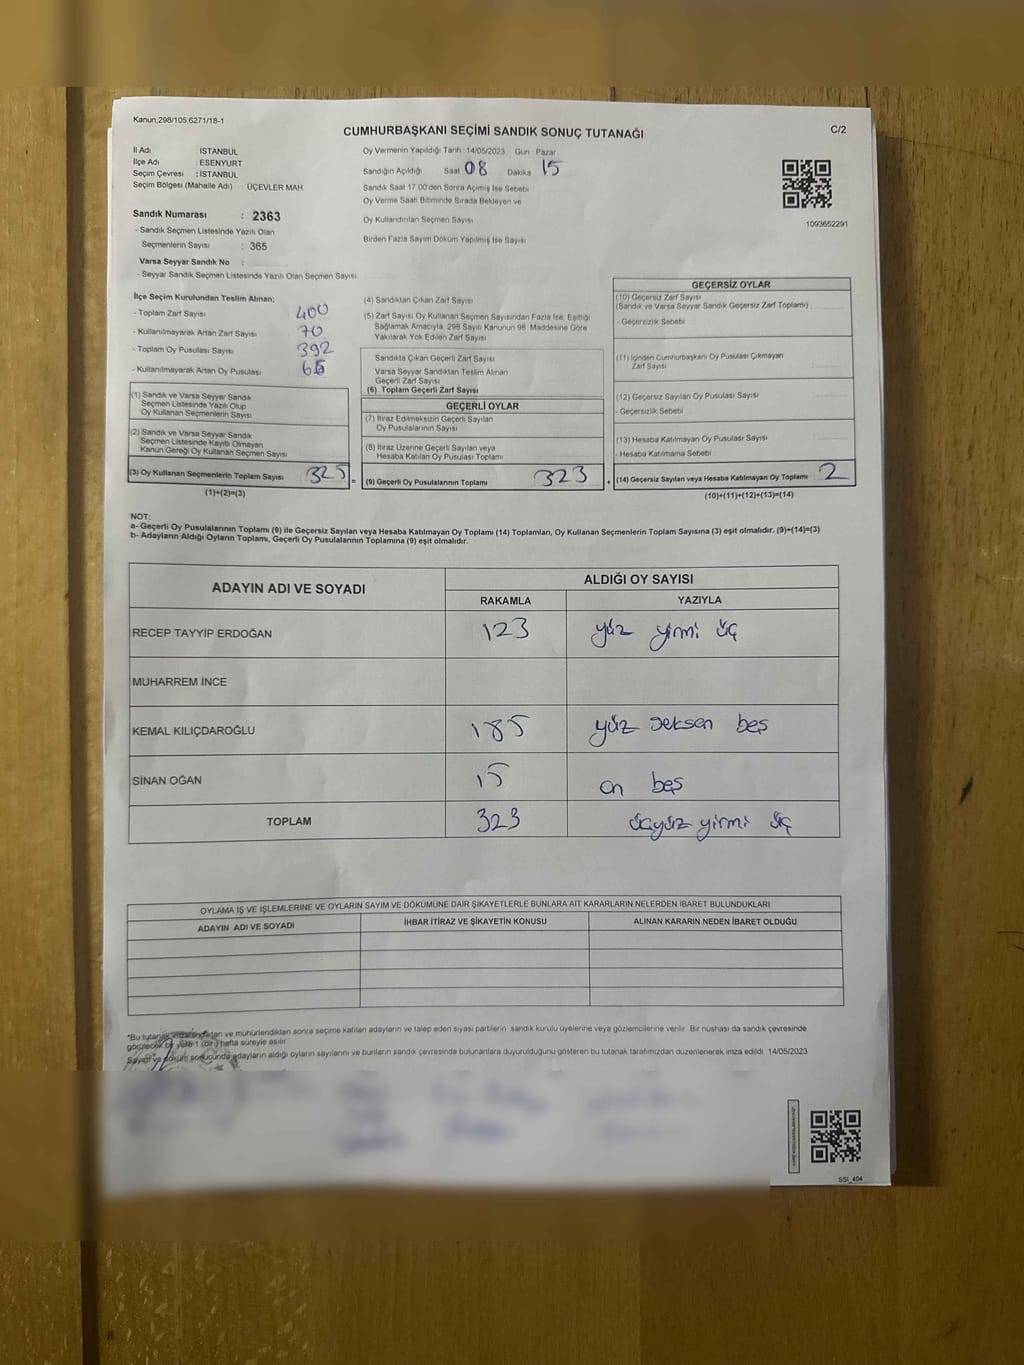 Kanun;298/105,6271/18-1
CUMHURBAŞKANI SEÇİMİ SANDIK SONUÇ TUTANAĞI
C/2
İl Adı : İSTANBUL
İlçe Adı : ESENYURT
Seçim Çevresi : İSTANBUL
Seçim Bölgesi (Mahalle Adı) : ÜÇEVLER MAH
Sandık Numarası : 2363
- Sandık Seçmen Listesinde Yazılı Olan
Seçmenlerin Sayısı : 365
Varsa Seyyar Sandık No :
- Seyyar Sandık Seçmen Listesinde Yazılı Olan Seçmen Sayısı:
Oy Vermenin Yapıldığı Tarih :14/05/2023 Gün : Pazar
Sandığın Açıldığı Saat 08 Dakika 15
Sandık Saat 17:00'den Sonra Açımış İse Sebebi
Oy Verme Saati Bitiminde Sırada Bekleyen ve
Oy Kullandırılan Seçmen Sayısı
Birden Fazla Sayım Döküm Yapılmış İse Sayısı
1093652291
İlçe Seçim Kurulundan Teslim Alınan;
- Toplam Zarf Sayısı 400
- Kullanılmayarak Artan Zarf Sayısı 70
- Toplam Oy Pusulası Sayısı 392
- Kullanılmayarak Artan Oy Pusulası
(1) Sandık ve Varsa Seyyar Sandık
Seçmen Listesinde Yazılı Olup
Oy Kullanan Seçmenlerin Sayısı
(2) Sandık ve Varsa Seyyar Sandık
Seçmen Listesinde Kayıtlı Olmayan
Kanun Gereği Oy Kullanan Seçmen Sayısı
(3) Oy Kullanan Seçmenlerin Toplam Sayısı 325 =
(1)+(2)=(3)
(4) Sandıktan Çıkan Zarf Sayısı
(5) Zarf Sayısı Oy Kullanan Seçmen Sayısından Fazla İse, Eşitliği
Sağlamak Amacıyla, 298 Sayılı Kanunun 98. Maddesine Göre
Yakılarak Yok Edilen Zarf Sayısı
Sandıkta Çıkan Geçerli Zarf Sayısı
Varsa Seyyar Sandıktan Teslim Alınan
Geçerli Zarf Sayısı
(6) Toplam Geçerli Zarf Sayısı
GEÇERLİ OYLAR
(7) İtiraz Edilmeksizin Geçerli Sayılan
Oy Pusulalarının Sayısı
(8) İtiraz Üzerine Geçerli Sayılan veya
Hesaba Katılan Oy Pusulası Toplamı
(9) Geçerli Oy Pusulalarının Toplamı 323 +
GEÇERSİZ OYLAR
(10) Geçersiz Zarf Sayısı
(Sandık ve Varsa Seyyar Sandık Geçersiz Zarf Toplamı)
- Geçersizlik Sebebi
(11) İçinden Cumhurbaşkanı Oy Pusulası Çıkmayan
Zarf Sayısı
(12) Geçersiz Sayılan Oy Pusulası Sayısı
- Geçersizlik Sebebi
(13) Hesaba Katılmayan Oy Pusulası Sayısı
- Hesaba Katılmama Sebebi
(14) Geçersiz Sayılan veya Hesaba Katılmayan Oy Toplamı 2
(10)+(11)+(12)+(13)=(14)
NOT:
a- Geçerli Oy Pusulalarının Toplamı (9) ile Geçersiz Sayılan veya Hesaba Katılmayan Oy Toplamı (14) Toplamları, Oy Kullanan Seçmenlerin Toplam Sayısına (3) eşit olmalıdır. (9)+(14)=(3)
b- Adayların Aldığı Oyların Toplamı, Geçerli Oy Pusulalarının Toplamına (9) eşit olmalıdır.
ADAYIN ADI VE SOYADI
ALDIĞI OY SAYISI
RAKAMLA YAZIYLA
RECEP TAYYİP ERDOĞAN 123 yüz yirmi üç
MUHARREM İNCE
KEMAL KILIÇDAROĞLU 185 yüz seksen beş
SİNAN OĞAN 15 on beş
TOPLAM 323 üçyüz yirmi üç
OYLAMA İŞ VE İŞLEMLERİNE VE OYLARIN SAYIM VE DÖKÜMÜNE DAİR ŞİKAYETLERLE BUNLARA AİT KARARLARIN NELERDEN İBARET BULUNDUKLARI
ADAYIN ADI VE SOYADI İHBAR İTİRAZ VE ŞİKAYETİN KONUSU ALINAN KARARIN NEDEN İBARET OLDUĞU
*Bu tutanak imzalandıktan ve mühürlendikten sonra seçime katılan adayların ve talep eden siyasi partilerin sandık kurulu üyelerine veya gözlemcilerine verilir. Bir nüshası da sandık çevresinde
görülecek bir yere 1 (bir) hafta süreyle asılır.
Sayım ve döküm sonucunda adayların aldığı oyların sayılarını ve bunların sandık çevresinde bulunanlara duyurulduğunu gösteren bu tutanak tarafımızdan düzenlenerek imza edildi. 14/05/2023
SSI_404